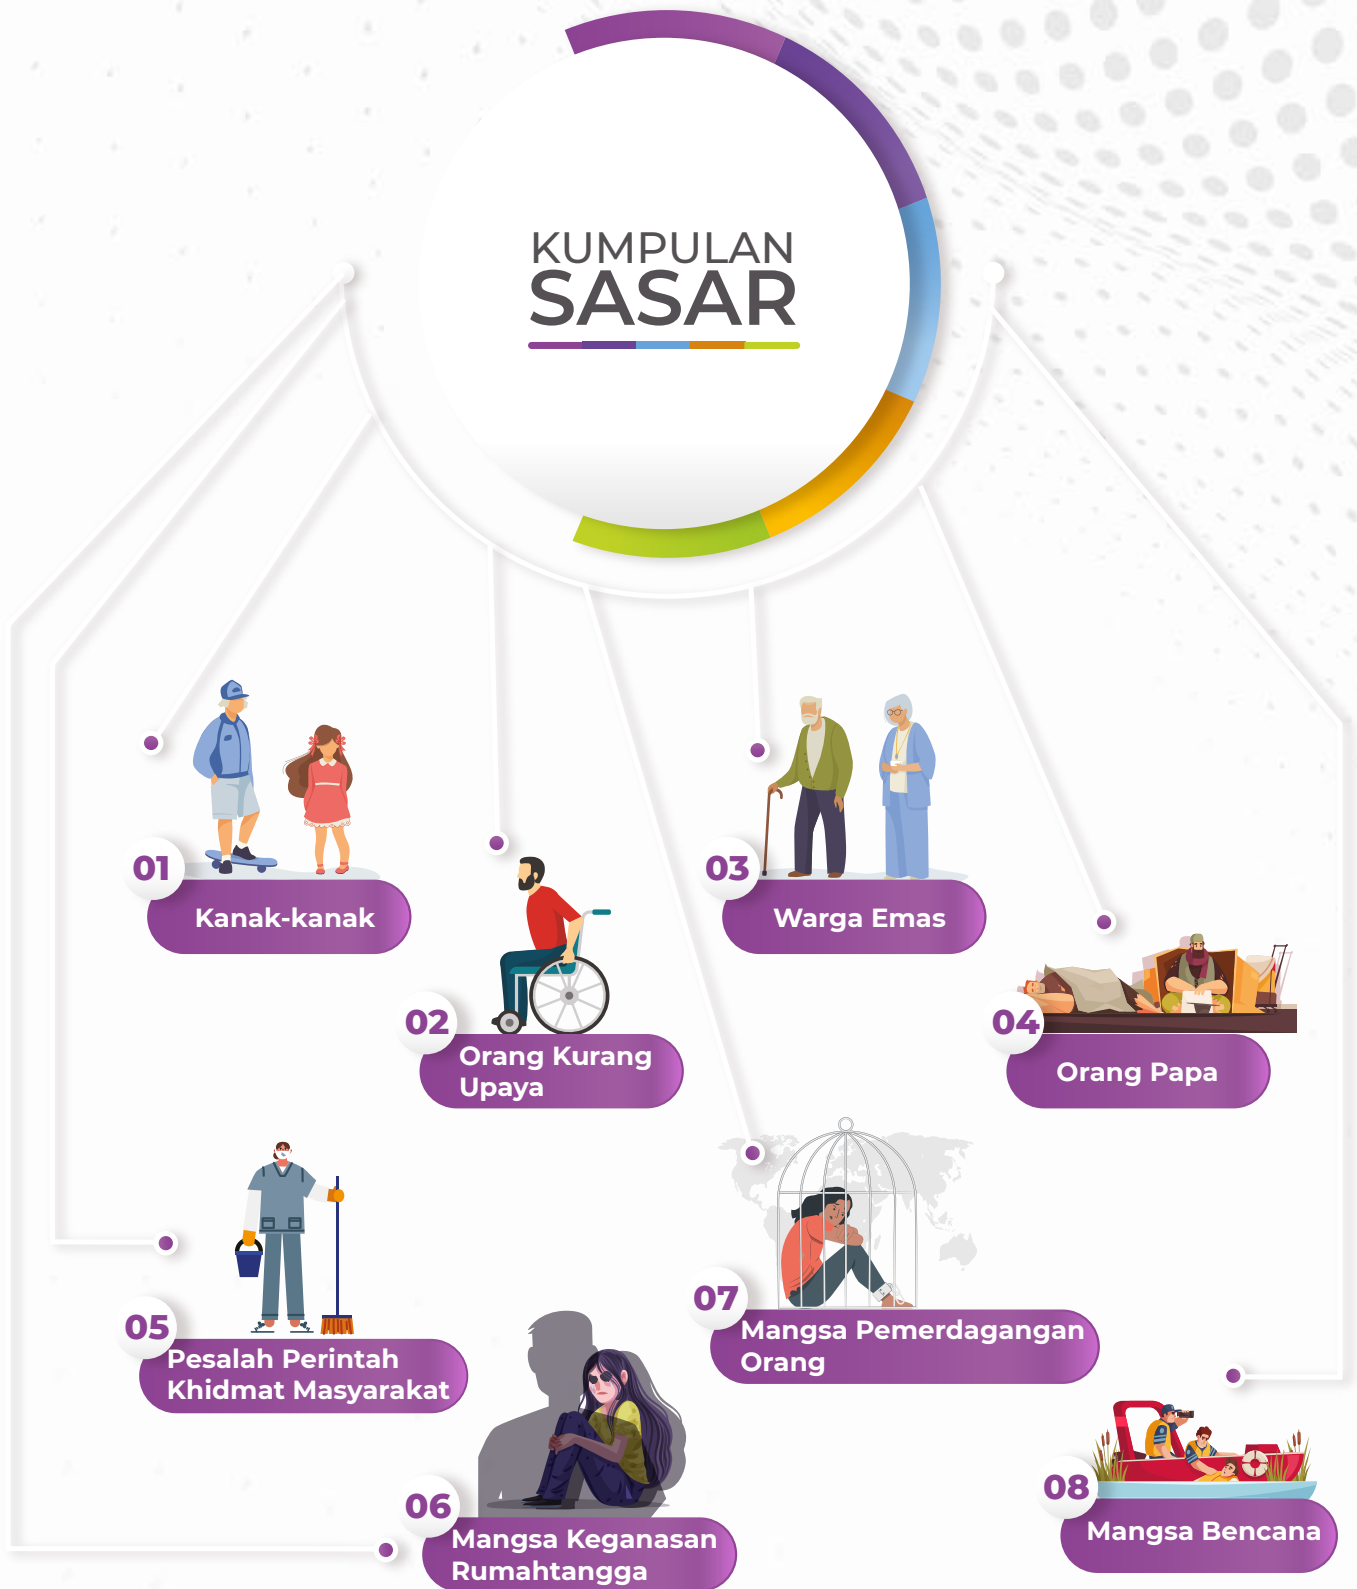 KUMPULAN
SASAR
01
Kanak-kanak
02
Orang Kurang
Upaya
03
Warga Emas
04
Orang Papa
05
Pesalah Perintah
Khidmat Masyarakat
06
Mangsa Keganasan
Rumahtangga
07
Mangsa Pemerdagangan
Orang
08
Mangsa Bencana